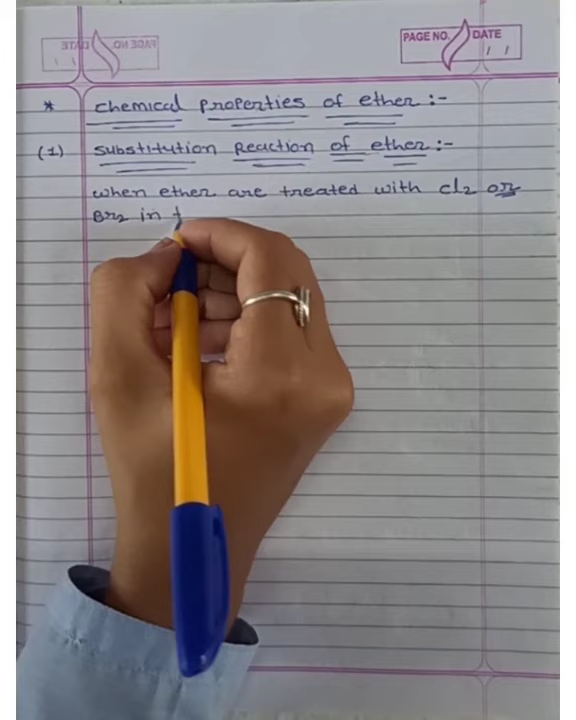 PAGE NO. DATE
/ /
* chemical properties of ether :-
(1) substitution Reaction of ether :-
when ether are treated with cl2 or
Br2 in